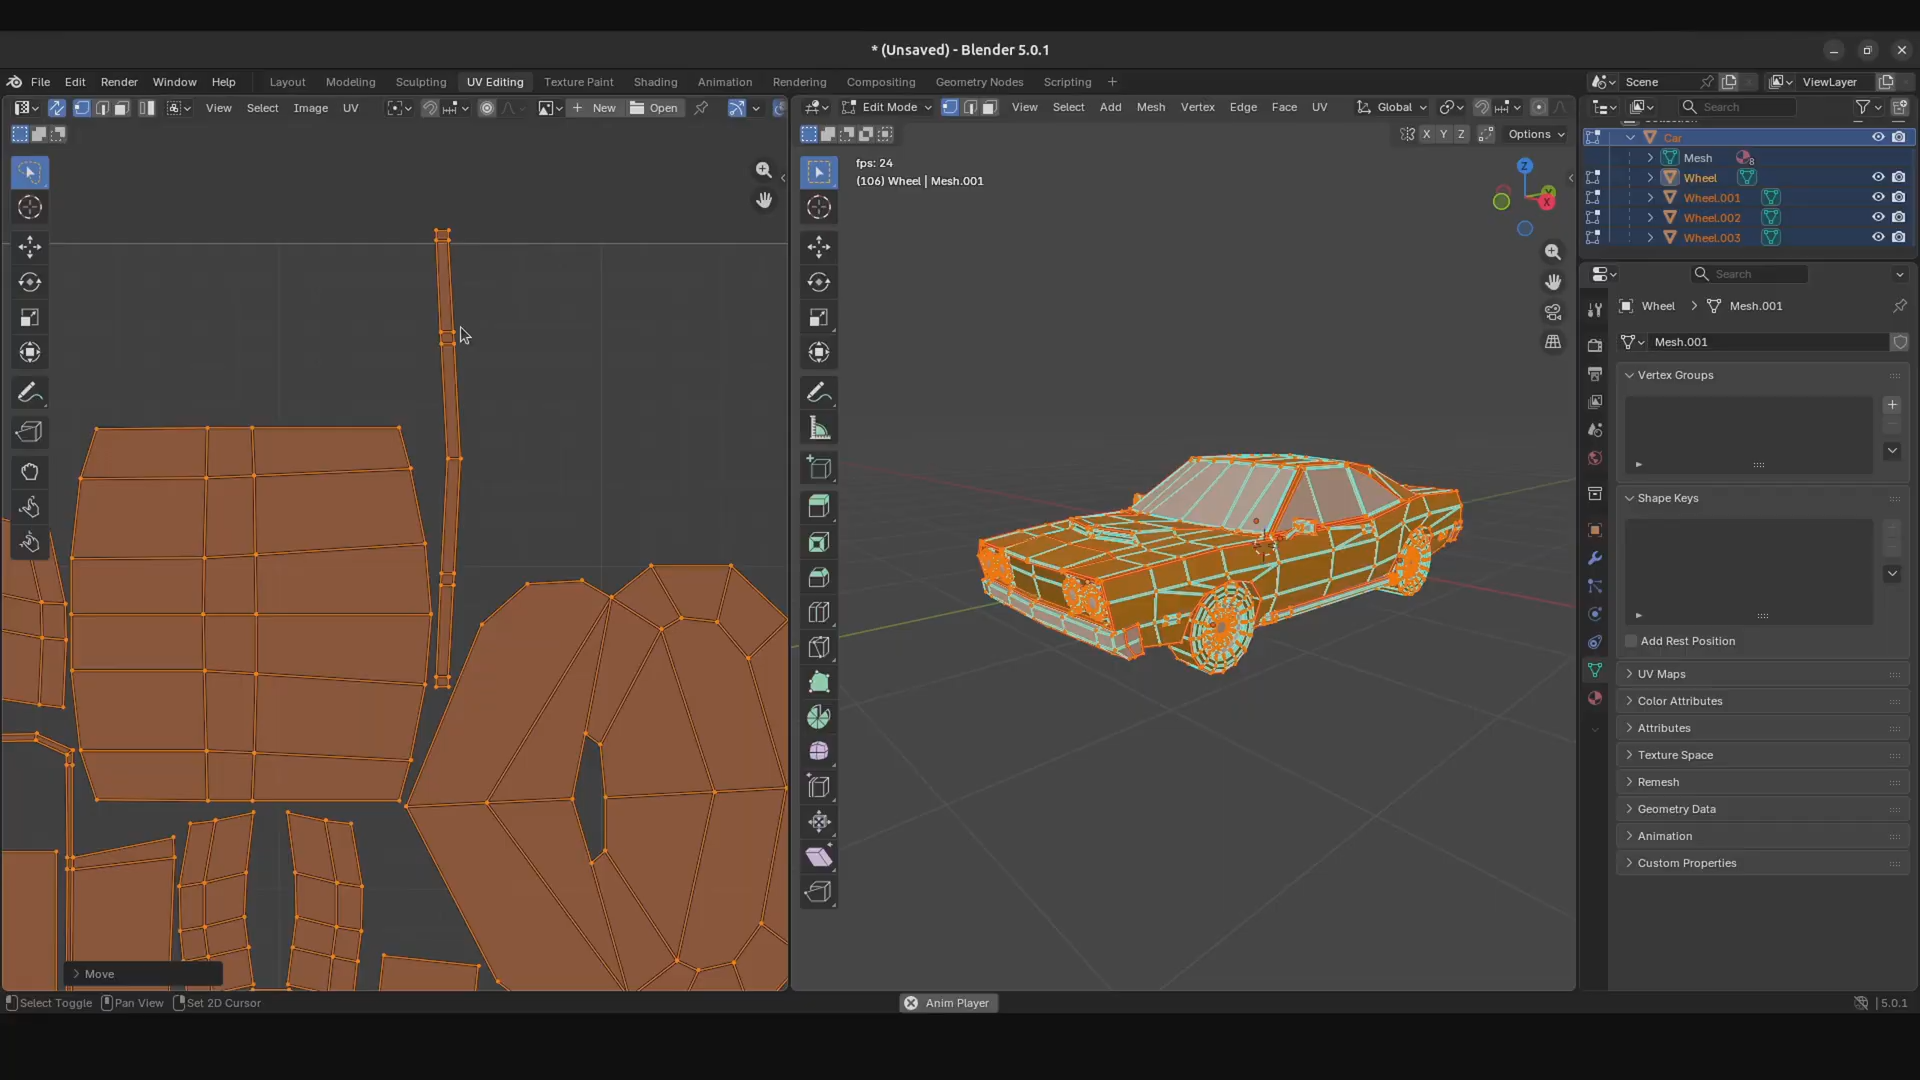 * (Unsaved) - Blender 5.0.1
File Edit Render Window Help Layout Modeling Sculpting UV Editing Texture Paint Shading Animation Rendering Compositing Geometry Nodes Scripting + Scene ViewLayer
View Select Image UV New Open Edit Mode View Select Add Mesh Vertex Edge Face UV Global Search
X Y Z Options
Car
fps: 24
(106) Wheel | Mesh.001
Mesh 8
Wheel
Wheel.001
Wheel.002
Wheel.003
Z
X
Search
Wheel > Mesh.001
Mesh.001
Vertex Groups
Shape Keys
Add Rest Position
UV Maps
Color Attributes
Attributes
Texture Space
Remesh
Geometry Data
Animation
Custom Properties
Move
Select Toggle Pan View Set 2D Cursor Anim Player 5.0.1